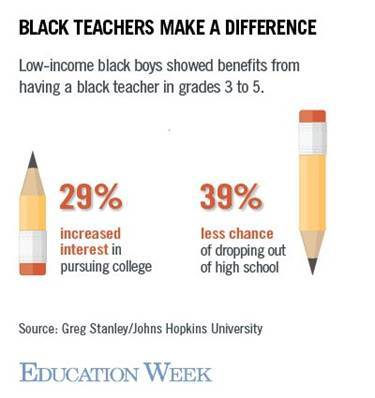 BLACK TEACHERS MAKE A DIFFERENCE
Low-income black boys showed benefits from
having a black teacher in grades 3 to 5.
29%
increased
interest in
pursuing college
39%
less chance
of dropping out
of high school
Source: Greg Stanley/Johns Hopkins University
EDUCATION WEEK